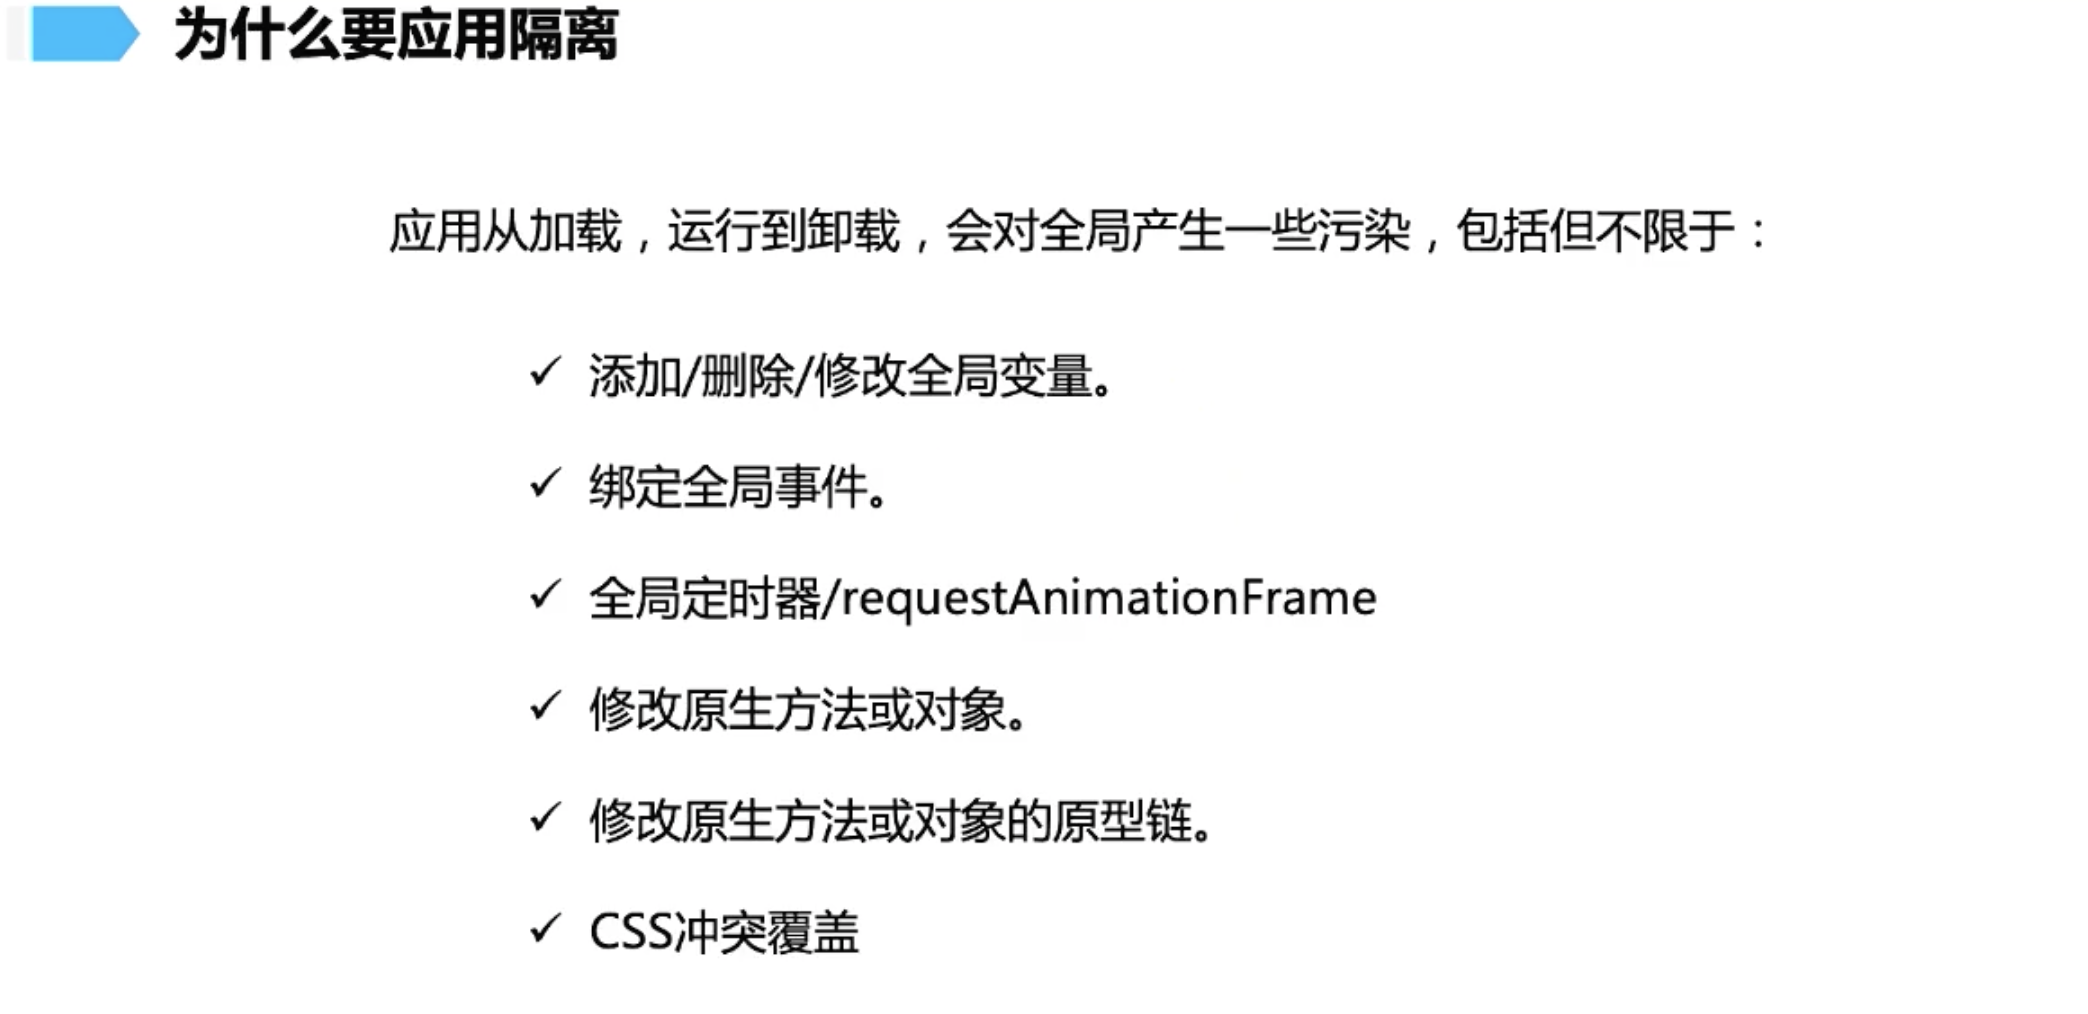 为什么要应用隔离
应用从加载，运行到卸载，会对全局产生一些污染，包括但不限于：
✓ 添加/删除/修改全局变量。
✓ 绑定全局事件。
✓ 全局定时器/requestAnimationFrame
✓ 修改原生方法或对象。
✓ 修改原生方法或对象的原型链。
✓ CSS冲突覆盖